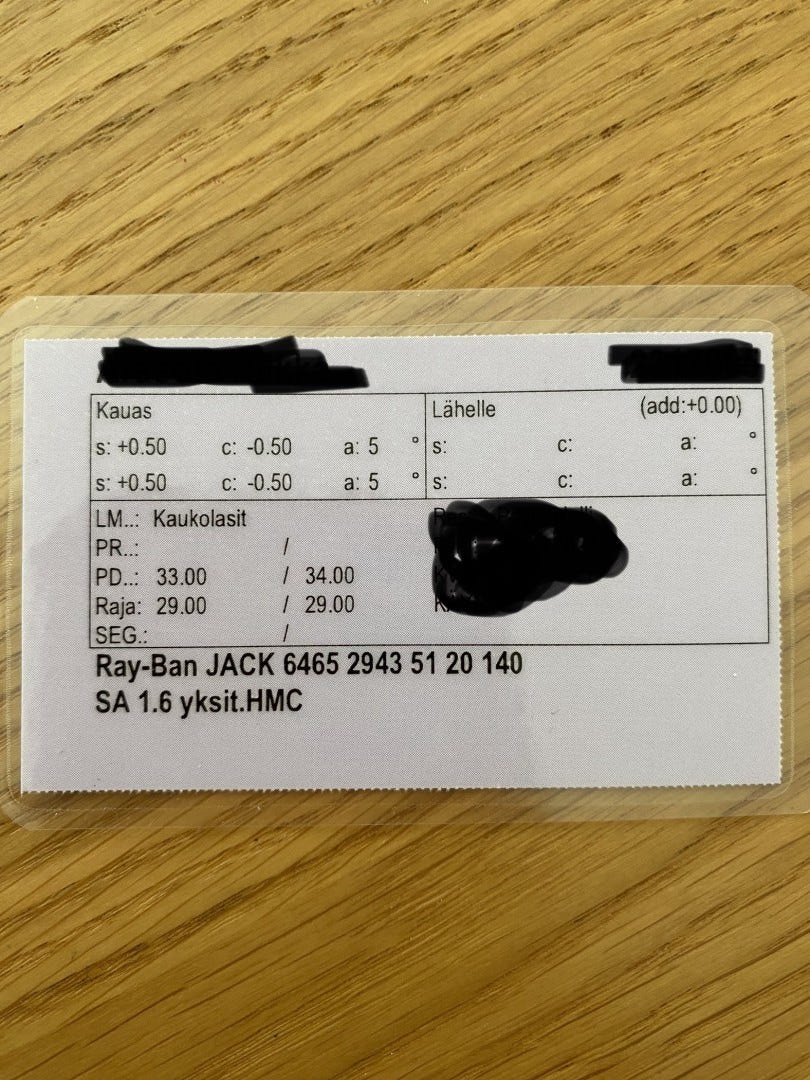 Kauas
s: +0.50 c: -0.50 a: 5 °
s: +0.50 c: -0.50 a: 5 °
Lähelle (add:+0.00)
s: c: a: °
s: c: a: °
LM..: Kaukolasit
PR..: /
PD..: 33.00 / 34.00
Raja: 29.00 / 29.00
SEG.: /
Ray-Ban JACK 6465 2943 51 20 140
SA 1.6 yksit.HMC